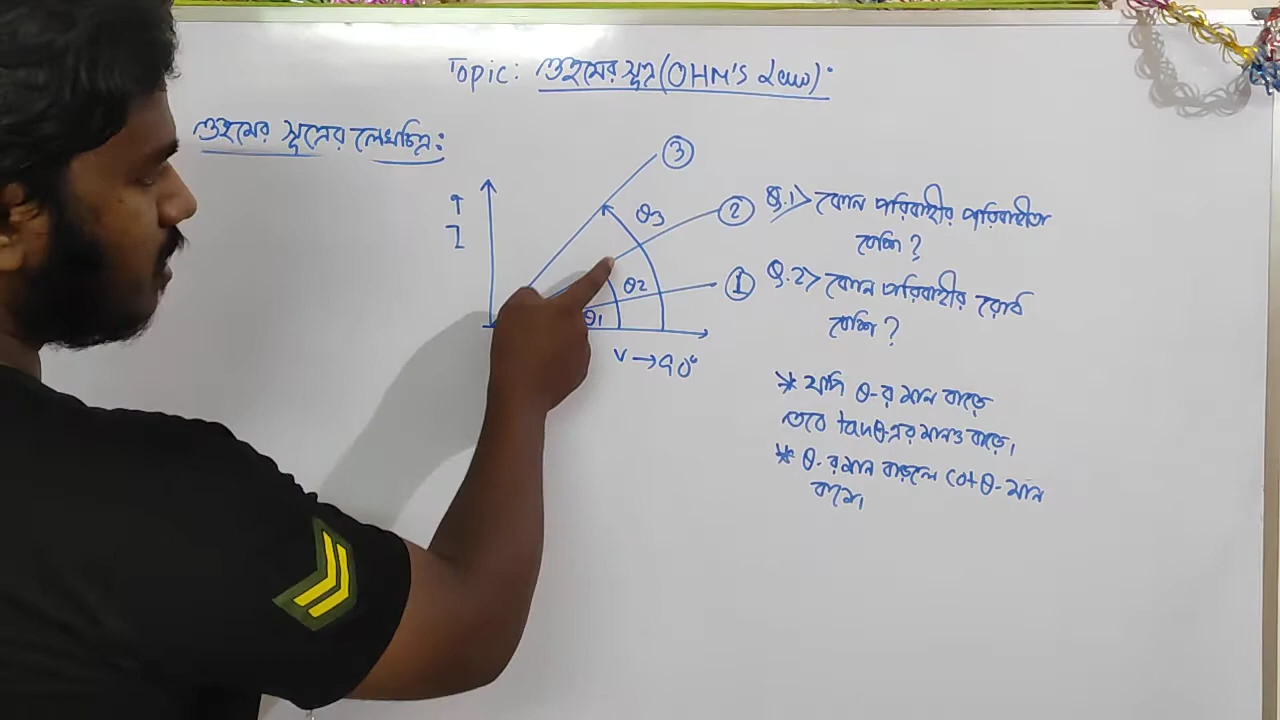 Topic: ওহমের সূত্র (OHM's Law):
ওহমের সূত্রের লেখচিত্র:
③
↑
I
θ3
②
θ2
①
θ1
V → 90°
Q.1> কোন পরিবাহীর পরিবাহীতা
বেশি?
Q.2> কোন পরিবাহীর রোধ
বেশি?
* যদি θ-র মান বাড়ে
তবে tanθ-এর মানও বাড়ে।
* θ-র মান বাড়লে cotθ-মান
কমে।